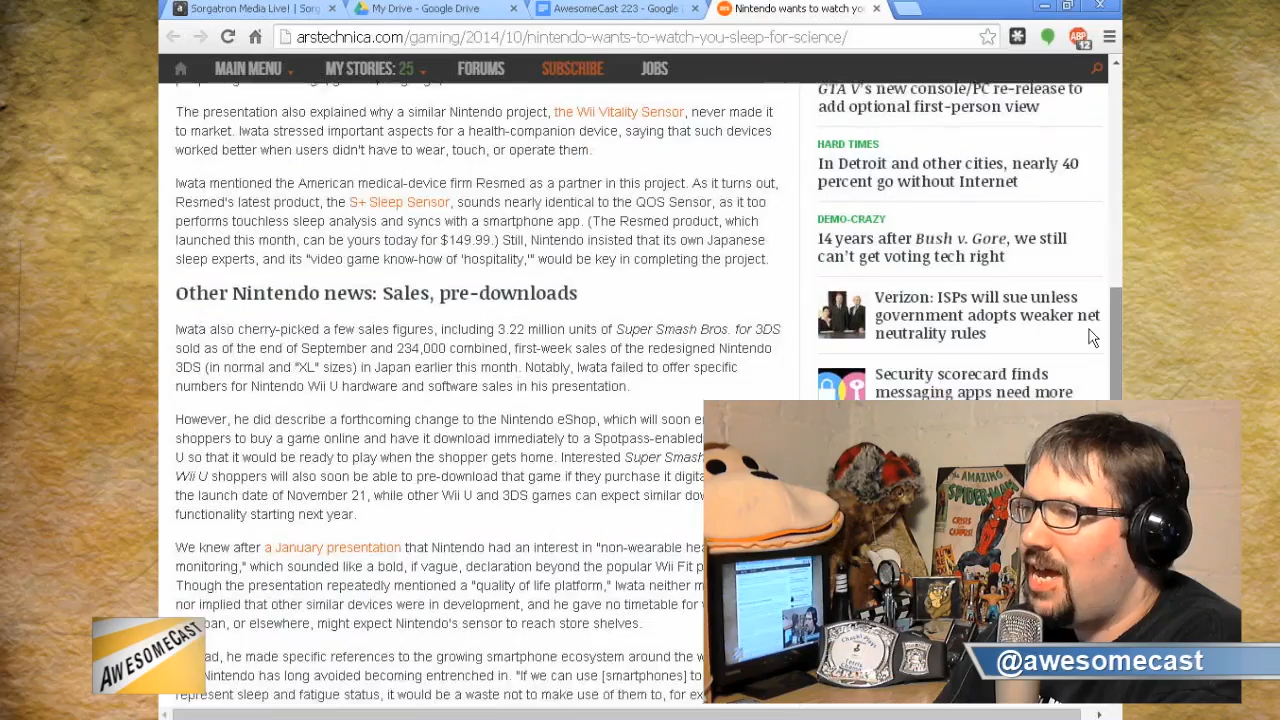 Sorgatron Media Live! | Sorg
My Drive - Google Drive
AwesomeCast 223 - Google
Nintendo wants to watch yo
arstechnica.com/gaming/2014/10/nintendo-wants-to-watch-you-sleep-for-science/
ABP
12
MAIN MENU
MY STORIES: 25
FORUMS
SUBSCRIBE
JOBS
The presentation also explained why a similar Nintendo project, the Wii Vitality Sensor, never made it
to market. Iwata stressed important aspects for a health-companion device, saying that such devices
worked better when users didn't have to wear, touch, or operate them.
Iwata mentioned the American medical-device firm Resmed as a partner in this project. As it turns out,
Resmed's latest product, the S+ Sleep Sensor, sounds nearly identical to the QOS Sensor, as it too
performs touchless sleep analysis and syncs with a smartphone app. (The Resmed product, which
launched this month, can be yours today for $149.99.) Still, Nintendo insisted that its own Japanese
sleep experts, and its "video game know-how of 'hospitality,'" would be key in completing the project.
Other Nintendo news: Sales, pre-downloads
Iwata also cherry-picked a few sales figures, including 3.22 million units of Super Smash Bros. for 3DS
sold as of the end of September and 234,000 combined, first-week sales of the redesigned Nintendo
3DS (in normal and "XL" sizes) in Japan earlier this month. Notably, Iwata failed to offer specific
numbers for Nintendo Wii U hardware and software sales in his presentation.
However, he did describe a forthcoming change to the Nintendo eShop, which will soon en
shoppers to buy a game online and have it download immediately to a Spotpass-enabled
U so that it would be ready to play when the shopper gets home. Interested Super Smash
Wii U shoppers will also soon be able to pre-download that game if they purchase it digita
the launch date of November 21, while other Wii U and 3DS games can expect similar dow
functionality starting next year.
We knew after a January presentation that Nintendo had an interest in "non-wearable hea
monitoring," which sounded like a bold, if vague, declaration beyond the popular Wii Fit p
Though the presentation repeatedly mentioned a "quality of life platform," Iwata neither m
nor implied that other similar devices were in development, and he gave no timetable for
pan, or elsewhere, might expect Nintendo's sensor to reach store shelves.
ad, he made specific references to the growing smartphone ecosystem around the w
Nintendo has long avoided becoming entrenched in. "If we can use [smartphones] to
represent sleep and fatigue status, it would be a waste not to make use of them to, for ex
GTA V's new console/PC re-release to
add optional first-person view
HARD TIMES
In Detroit and other cities, nearly 40
percent go without Internet
DEMO-CRAZY
14 years after Bush v. Gore, we still
can't get voting tech right
Verizon: ISPs will sue unless
government adopts weaker net
neutrality rules
Security scorecard finds
messaging apps need more
THE AMAZING
SPIDER-MAN
AWESOMECAST
@awesomecast